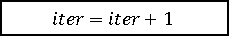 iter = iter + 1